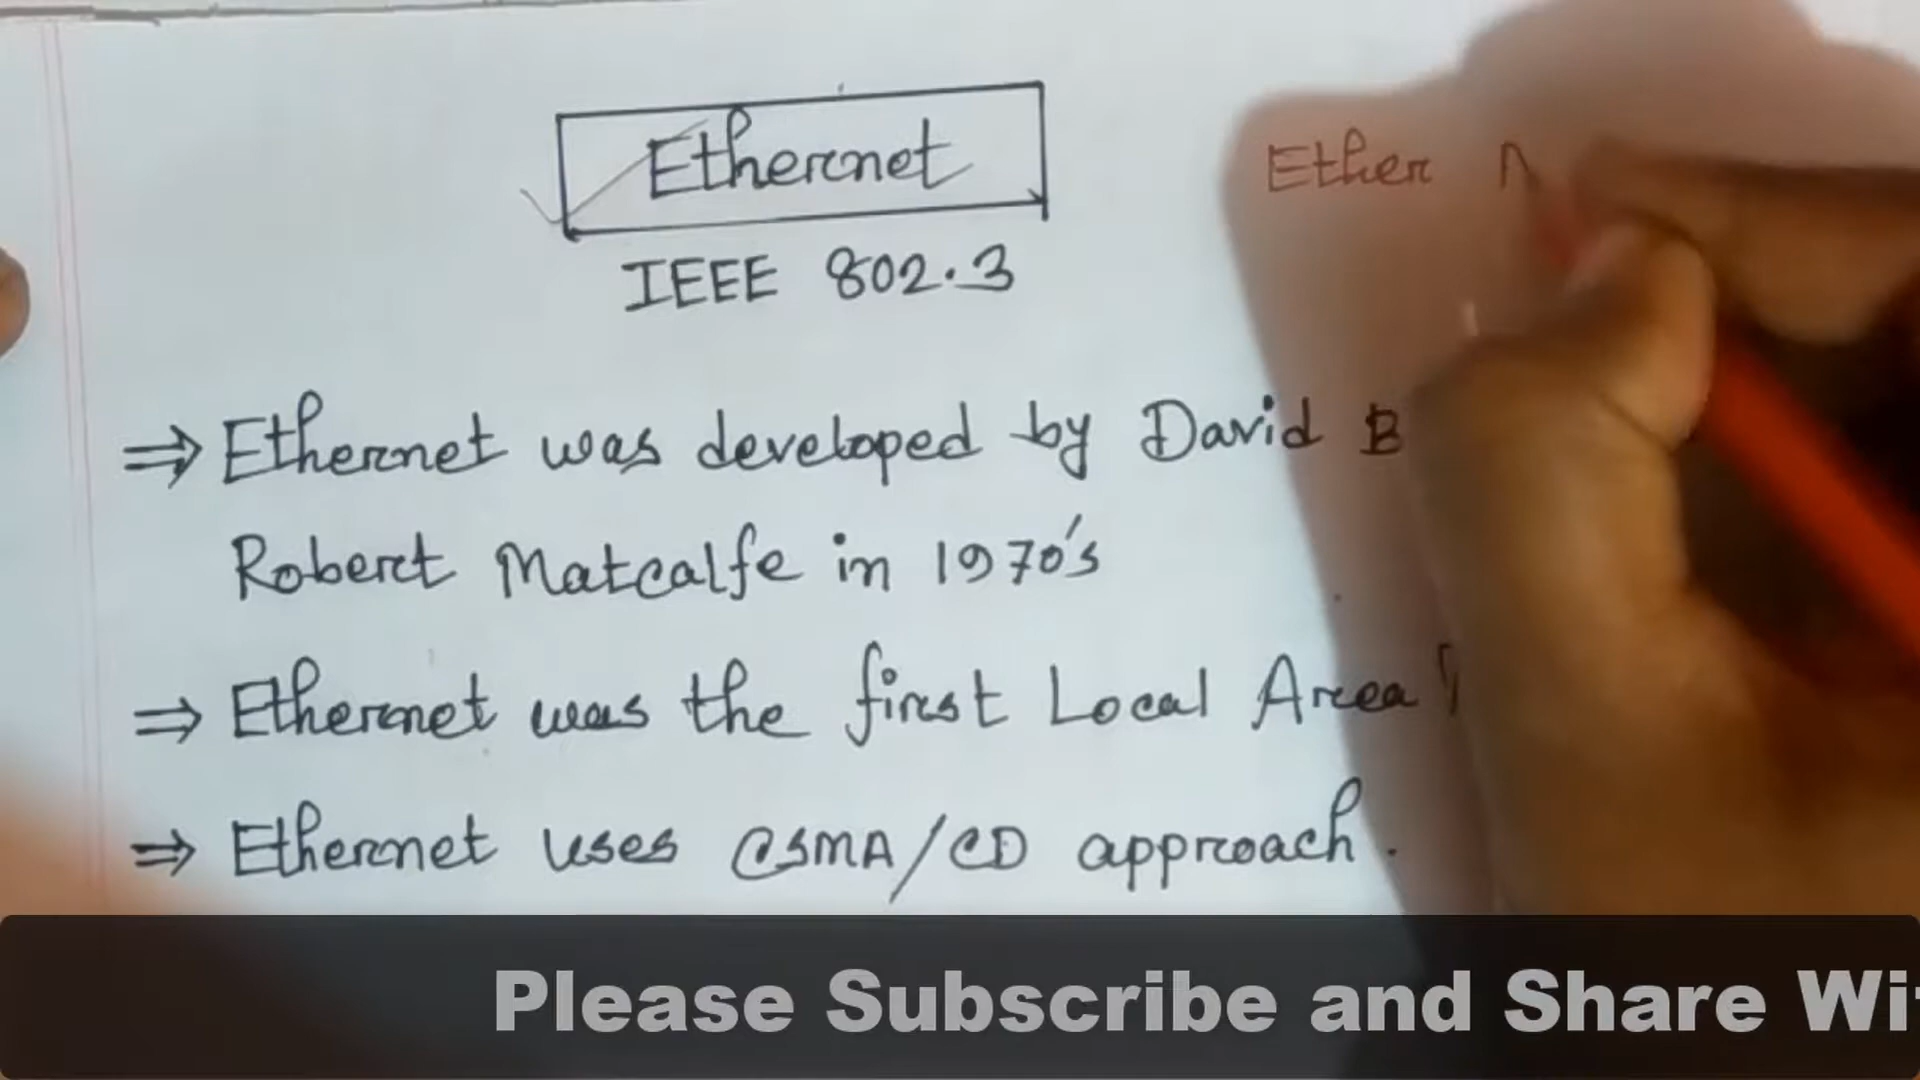 Ethernet
Ether N
IEEE 802.3
⇒ Ethernet was developed by David B
Robert Matcalfe in 1970's
⇒ Ethernet was the first Local Area
⇒ Ethernet uses CSMA/CD approach.
Please Subscribe and Share Wi